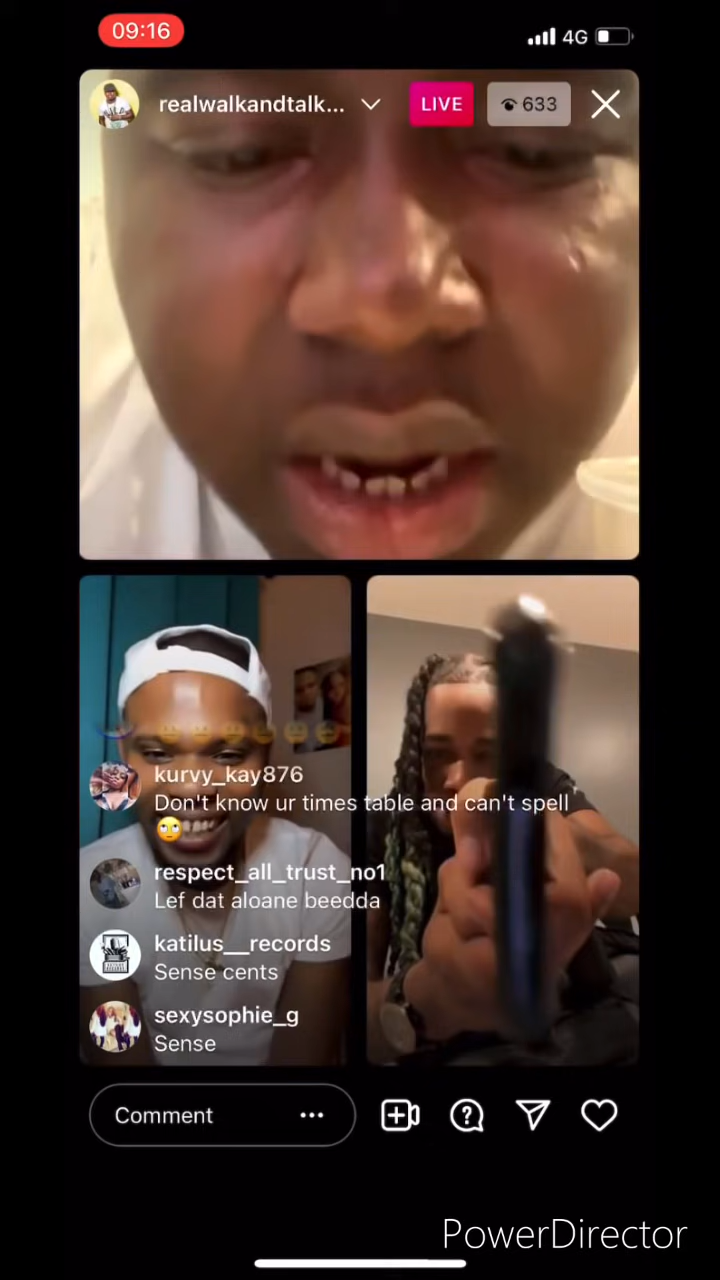 09:16
4G
realwalkandtalk...
LIVE
633
kurvy_kay876
Don't know ur times table and can't spell
🙄
respect_all_trust_no1
Lef dat aloane beedda
katilus__records
Sense cents
sexysophie_g
Sense
Comment
PowerDirector